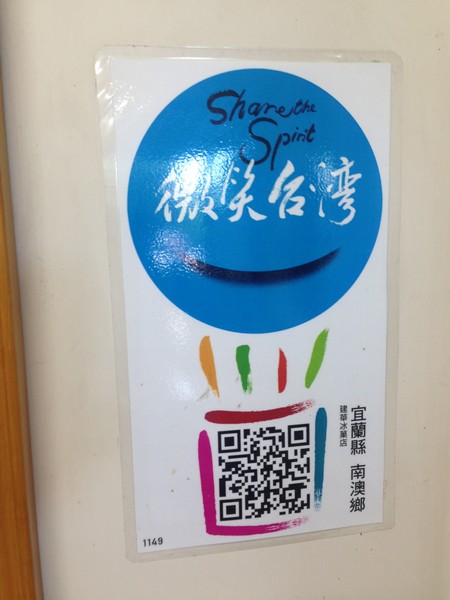 Share the
Spirit
微笑台灣
宜蘭縣 南澳鄉
建華冰菓店
1149